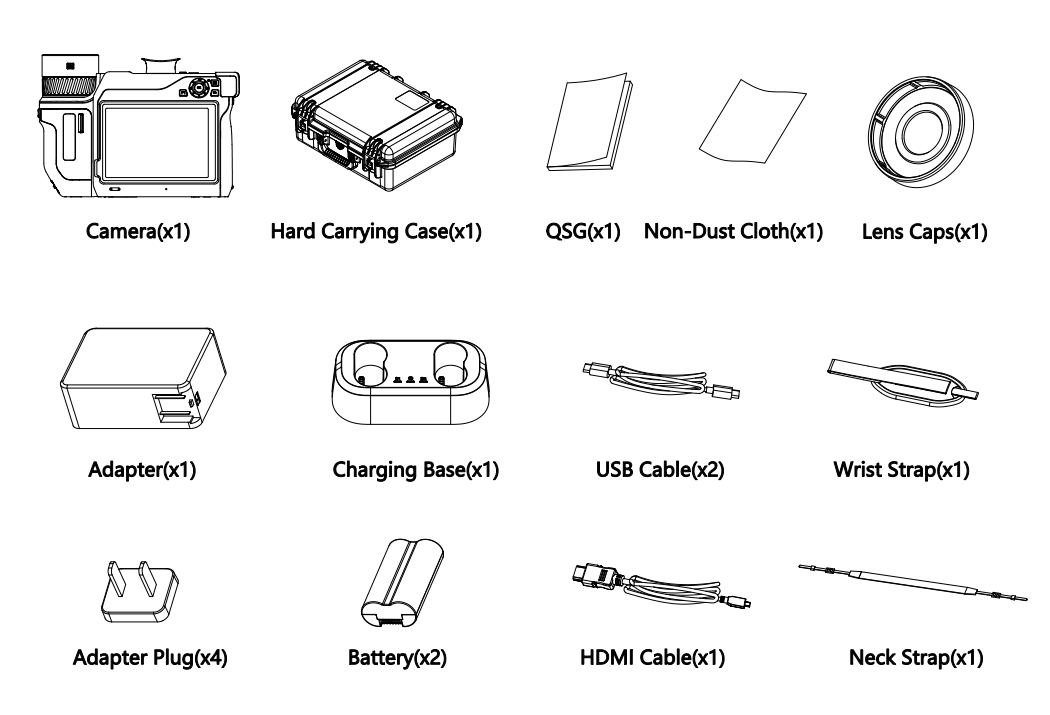 Camera(x1)
Hard Carrying Case(x1)
QSG(x1)
Non-Dust Cloth(x1)
Lens Caps(x1)
Adapter(x1)
Charging Base(x1)
USB Cable(x2)
Wrist Strap(x1)
Adapter Plug(x4)
Battery(x2)
HDMI Cable(x1)
Neck Strap(x1)